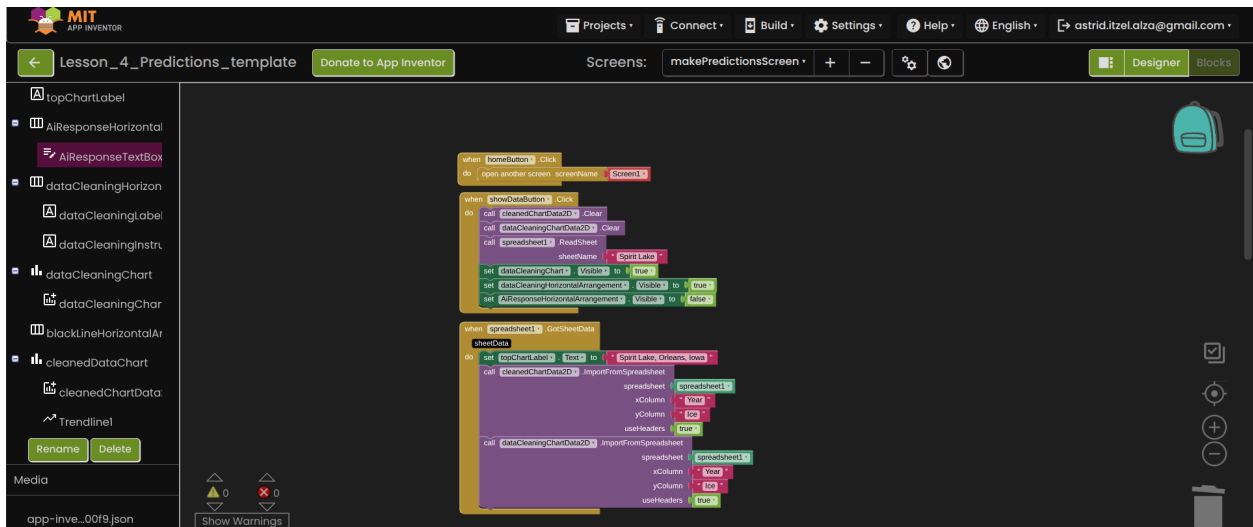 MIT
APP INVENTOR
Projects
Connect
Build
Settings
Help
English
astrid.itzel.alza@gmail.com
Lesson_4_Predictions_template
Donate to App Inventor
Screens:
makePredictionsScreen
+
−
Designer
Blocks
topChartLabel
AiResponseHorizontal
AiResponseTextBox
dataCleaningHorizon
dataCleaningLabel
dataCleaningInstru
dataCleaningChart
dataCleaningChar
blackLineHorizontalAr
cleanedDataChart
cleanedChartData
Trendline1
Rename
Delete
Media
app-inve...00f9.json
when homeButton .Click
do open another screen screenName " Screen1
when showDataButton .Click
do call cleanedChartData2D .Clear
call dataCleaningChartData2D .Clear
call spreadsheet1 .ReadSheet
sheetName " Spirit Lake "
set dataCleaningChart . Visible to true
set dataCleaningHorizontalArrangement . Visible to true
set AiResponseHorizontalArrangement . Visible to false
when spreadsheet1 .GotSheetData
sheetData
do set topChartLabel . Text to " Spirit Lake, Orleans, Iowa "
call cleanedChartData2D .ImportFromSpreadsheet
spreadsheet spreadsheet1
xColumn " Year "
yColumn " Ice "
useHeaders true
call dataCleaningChartData2D .ImportFromSpreadsheet
spreadsheet spreadsheet1
xColumn " Year "
yColumn " Ice "
useHeaders true
0
0
Show Warnings